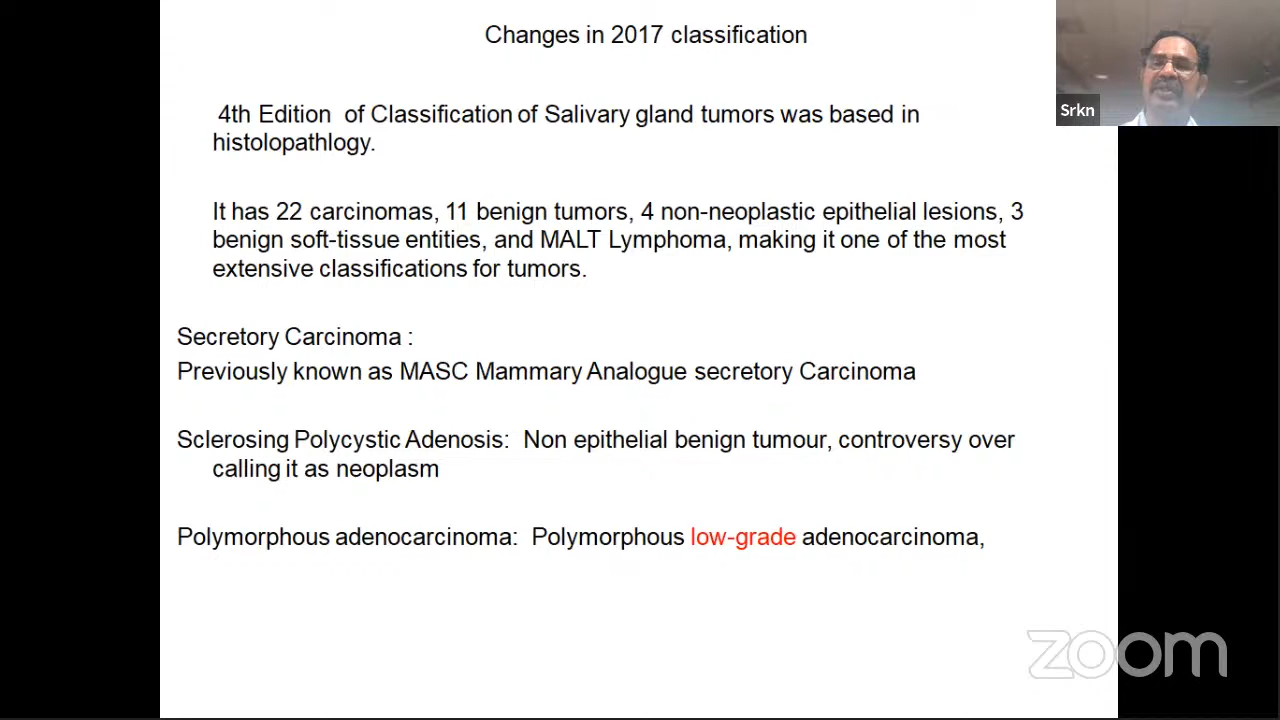 Changes in 2017 classification
Srkn
4th Edition of Classification of Salivary gland tumors was based in
histolopathlogy.
It has 22 carcinomas, 11 benign tumors, 4 non-neoplastic epithelial lesions, 3
benign soft-tissue entities, and MALT Lymphoma, making it one of the most
extensive classifications for tumors.
Secretory Carcinoma :
Previously known as MASC Mammary Analogue secretory Carcinoma
Sclerosing Polycystic Adenosis: Non epithelial benign tumour, controversy over
calling it as neoplasm
Polymorphous adenocarcinoma: Polymorphous low-grade adenocarcinoma,
zoom